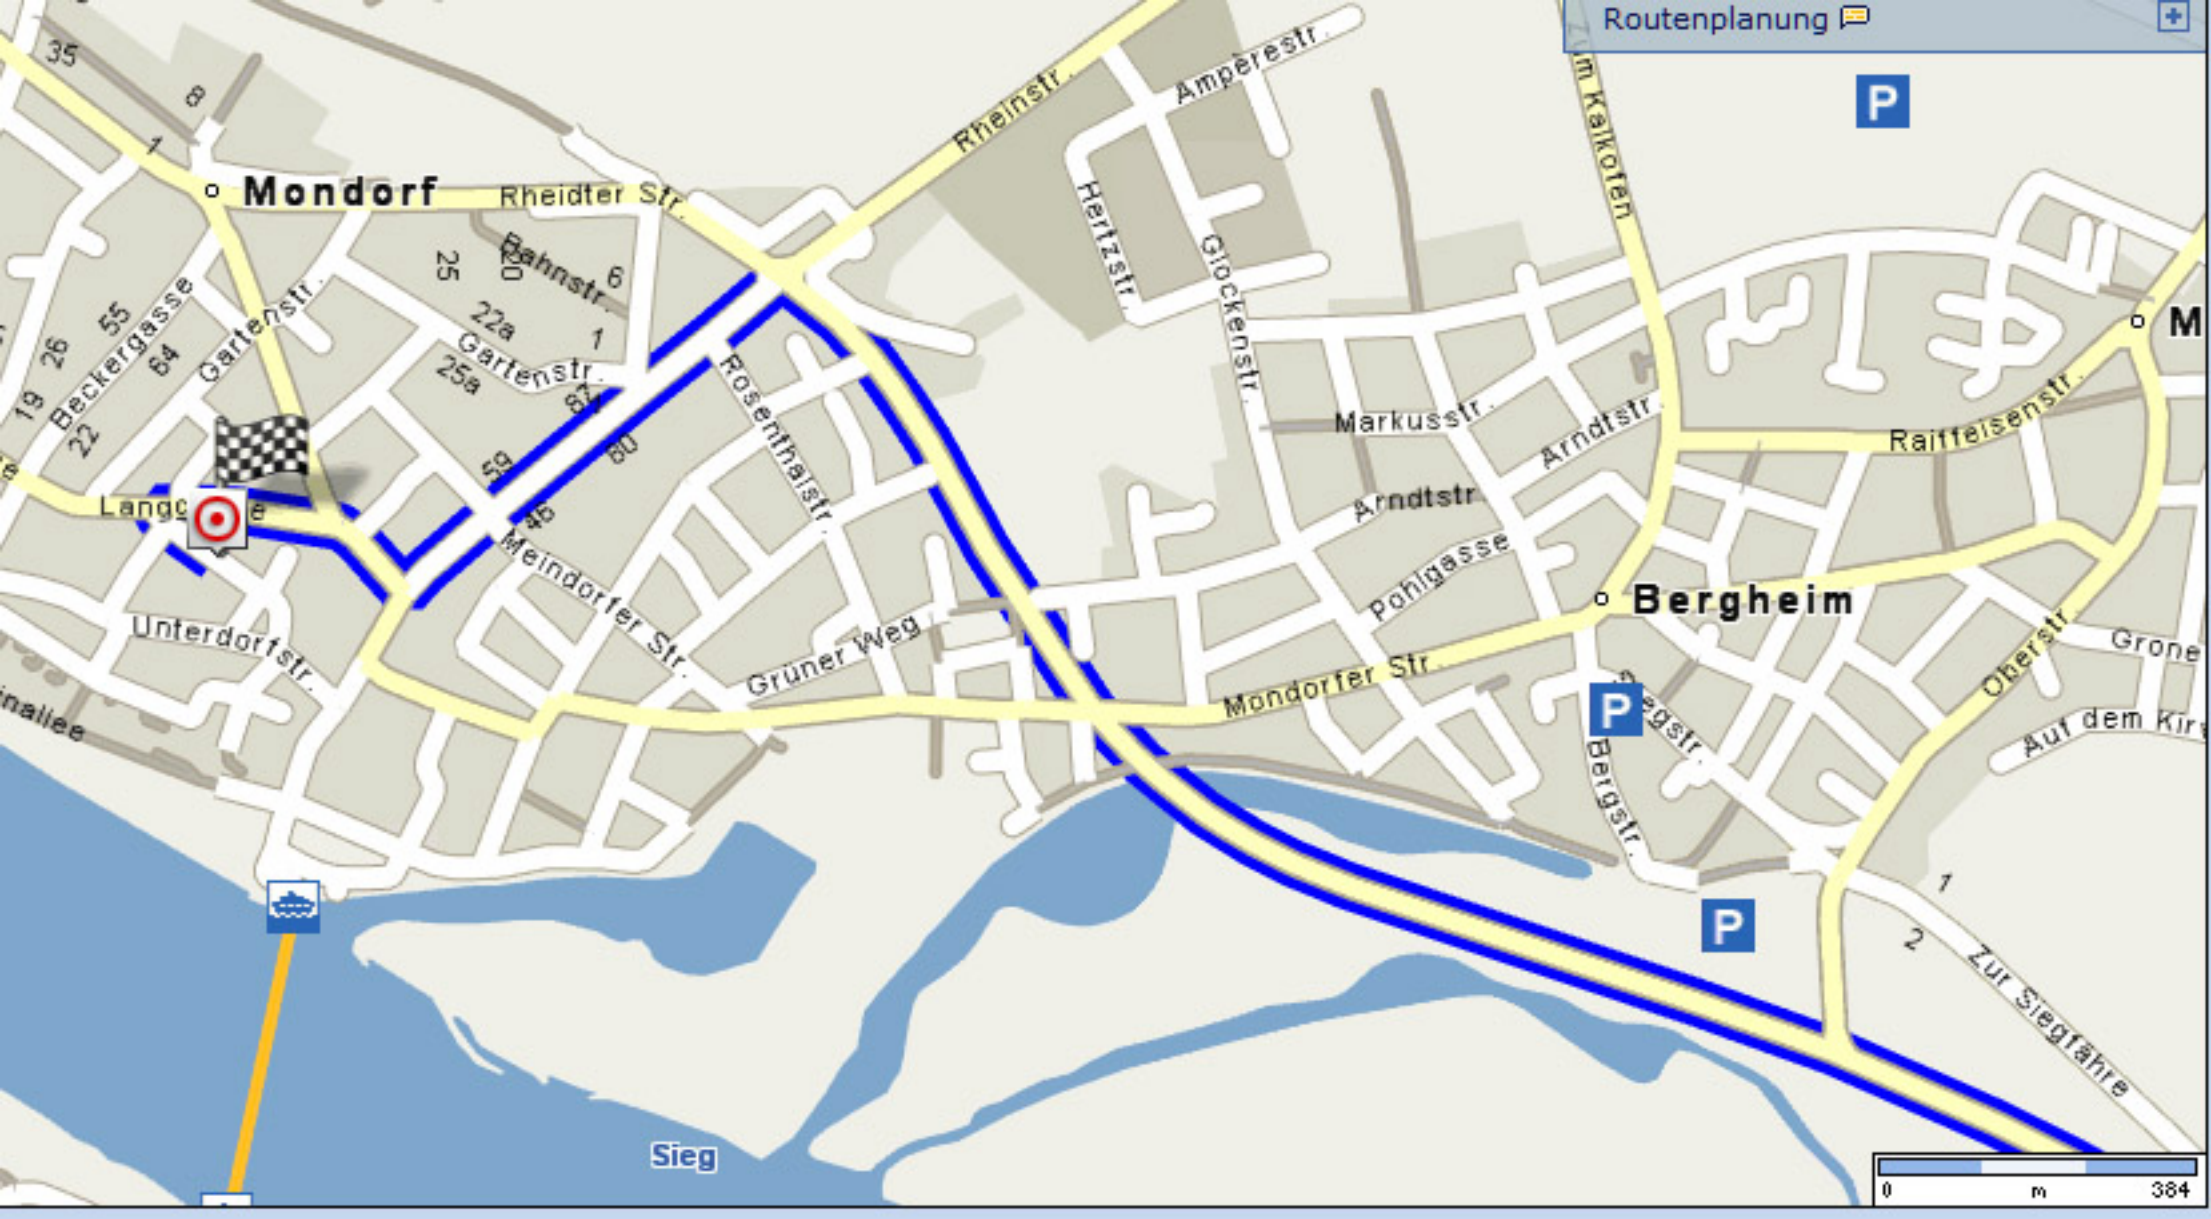 Routenplanung
35
8
1
Mondorf
Rheidter Str.
Rheinstr.
Amperestr.
Zum Kalkofen
P
Hertzstr.
Glockenstr.
Bahnstr.
25
20
6
22a
1
Gartenstr.
25a
Gartenstr.
Beckergasse
55
64
26
19
22
59
80
46
Rosenthalstr.
Markusstr.
Arndtstr.
Raiffeisenstr.
M
Arndtstr.
Pohlgasse
Bergheim
Meindorfer Str.
Unterdorfstr.
Grüner Weg
Mondorfer Str.
P
Bergstr.
Oberstr.
Grone
Auf dem Kir
1
2
P
Zur Siegfähre
Sieg
0 m 384